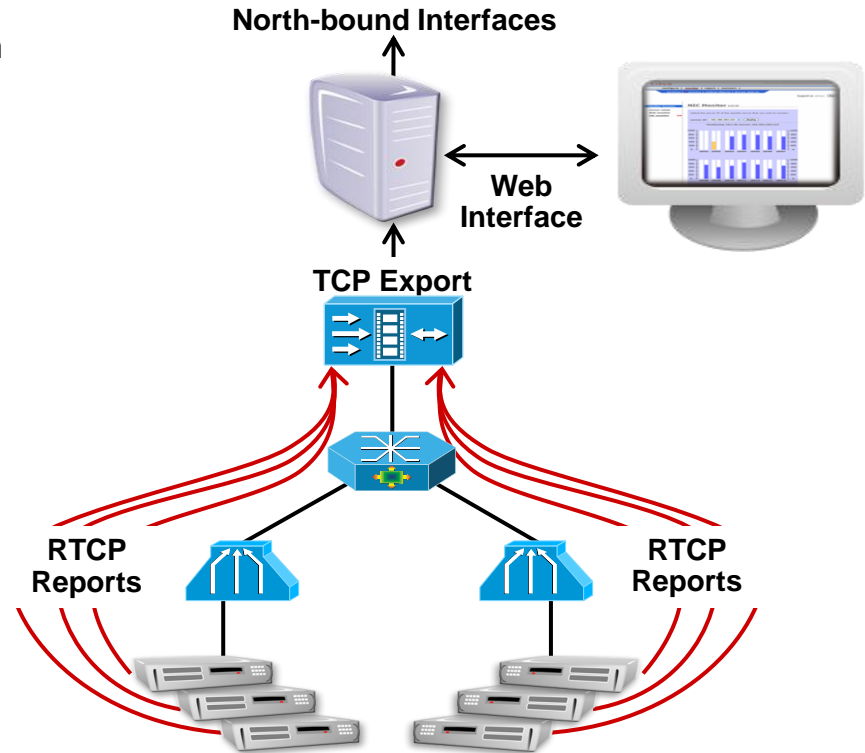 North-bound Interfaces
Web
Interface
TCP Export
RTCP
Reports
RTCP
Reports